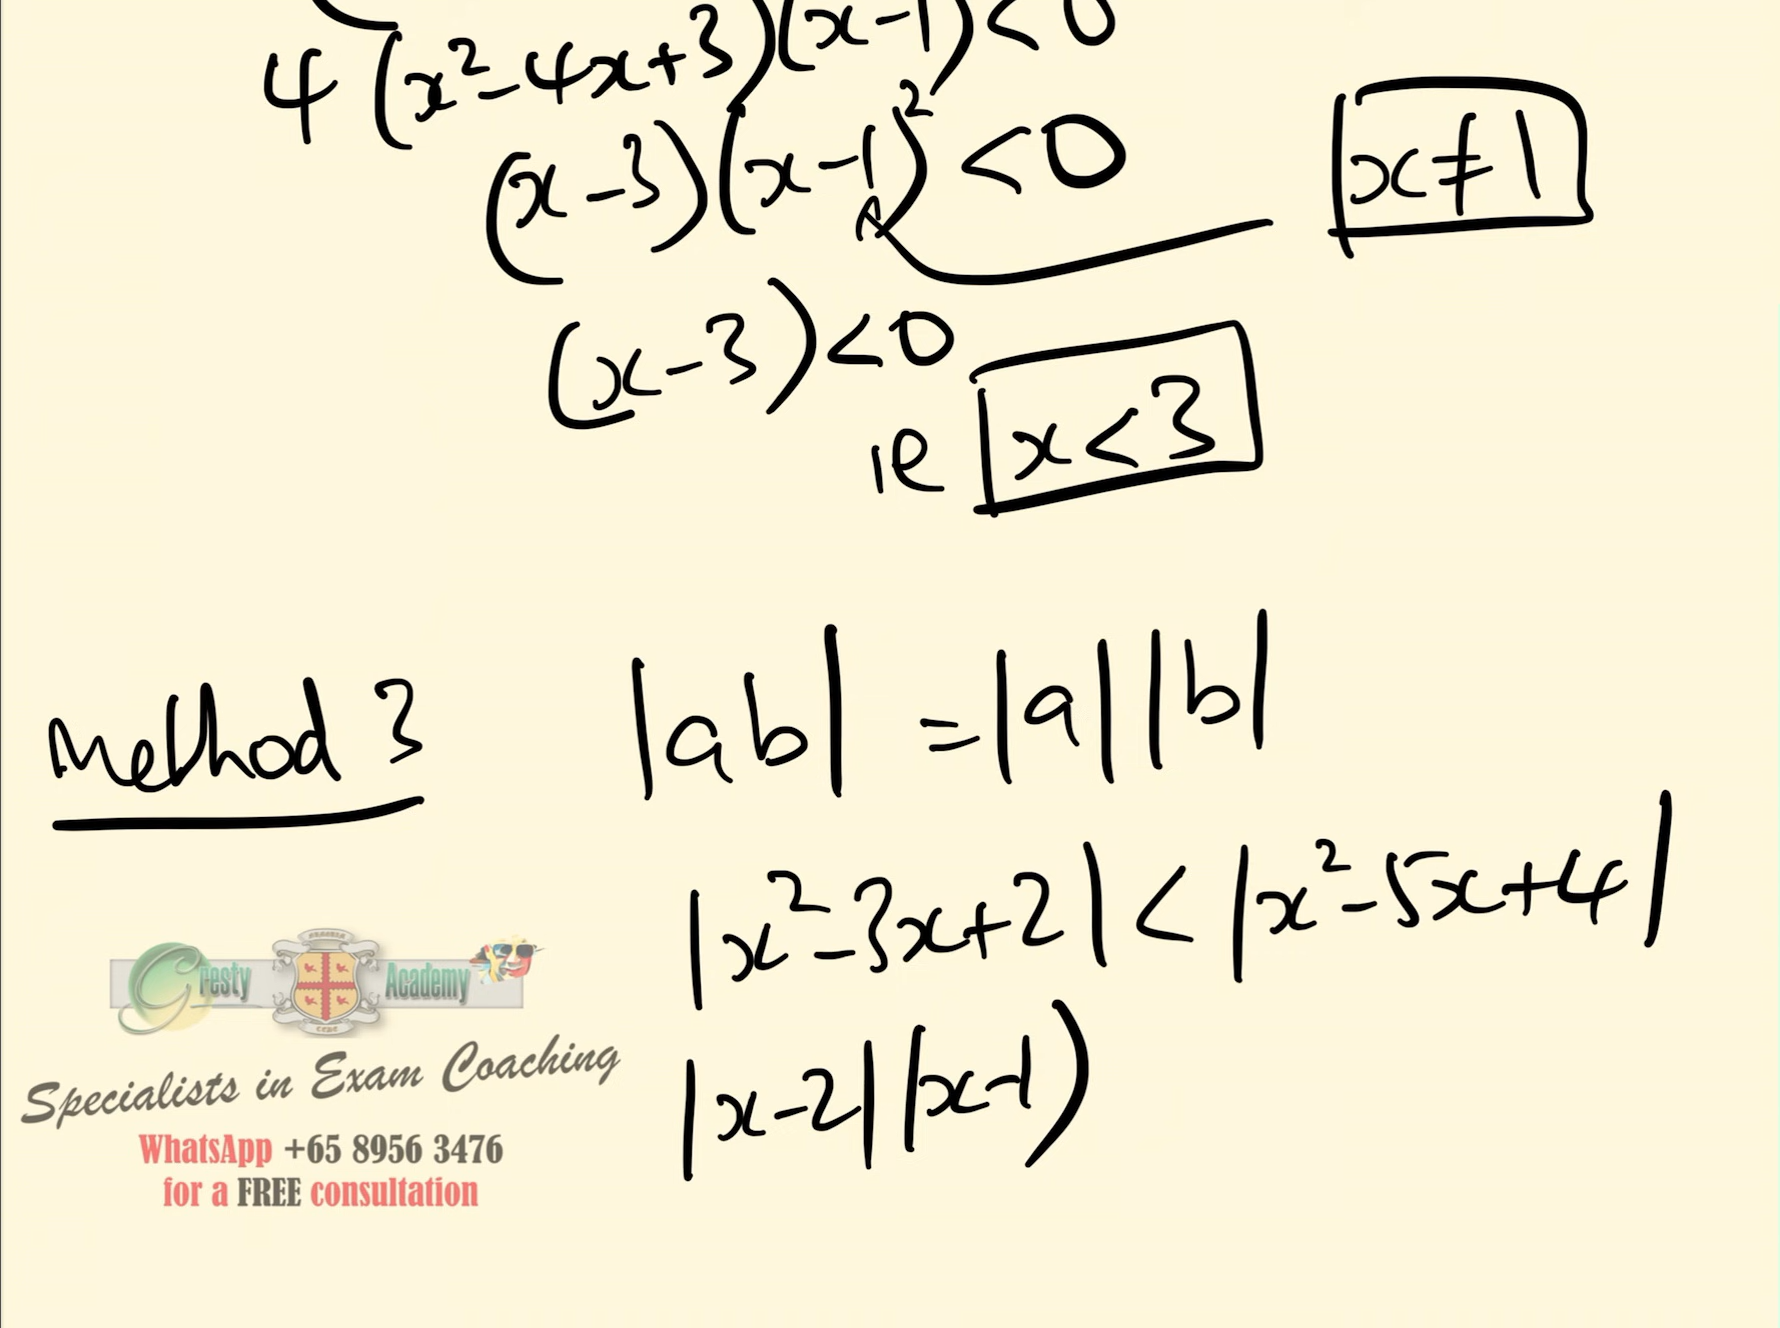 4(x²-4x+3)(x-1)<0
(x-3)(x-1)²<0
x≠1
(x-3)<0
ie x<3
Method 3
|ab| = |a||b|
|x²-3x+2| < |x²-5x+4|
|x-2||x-1)
Gresty Academy
Specialists in Exam Coaching
WhatsApp +65 8956 3476
for a FREE consultation